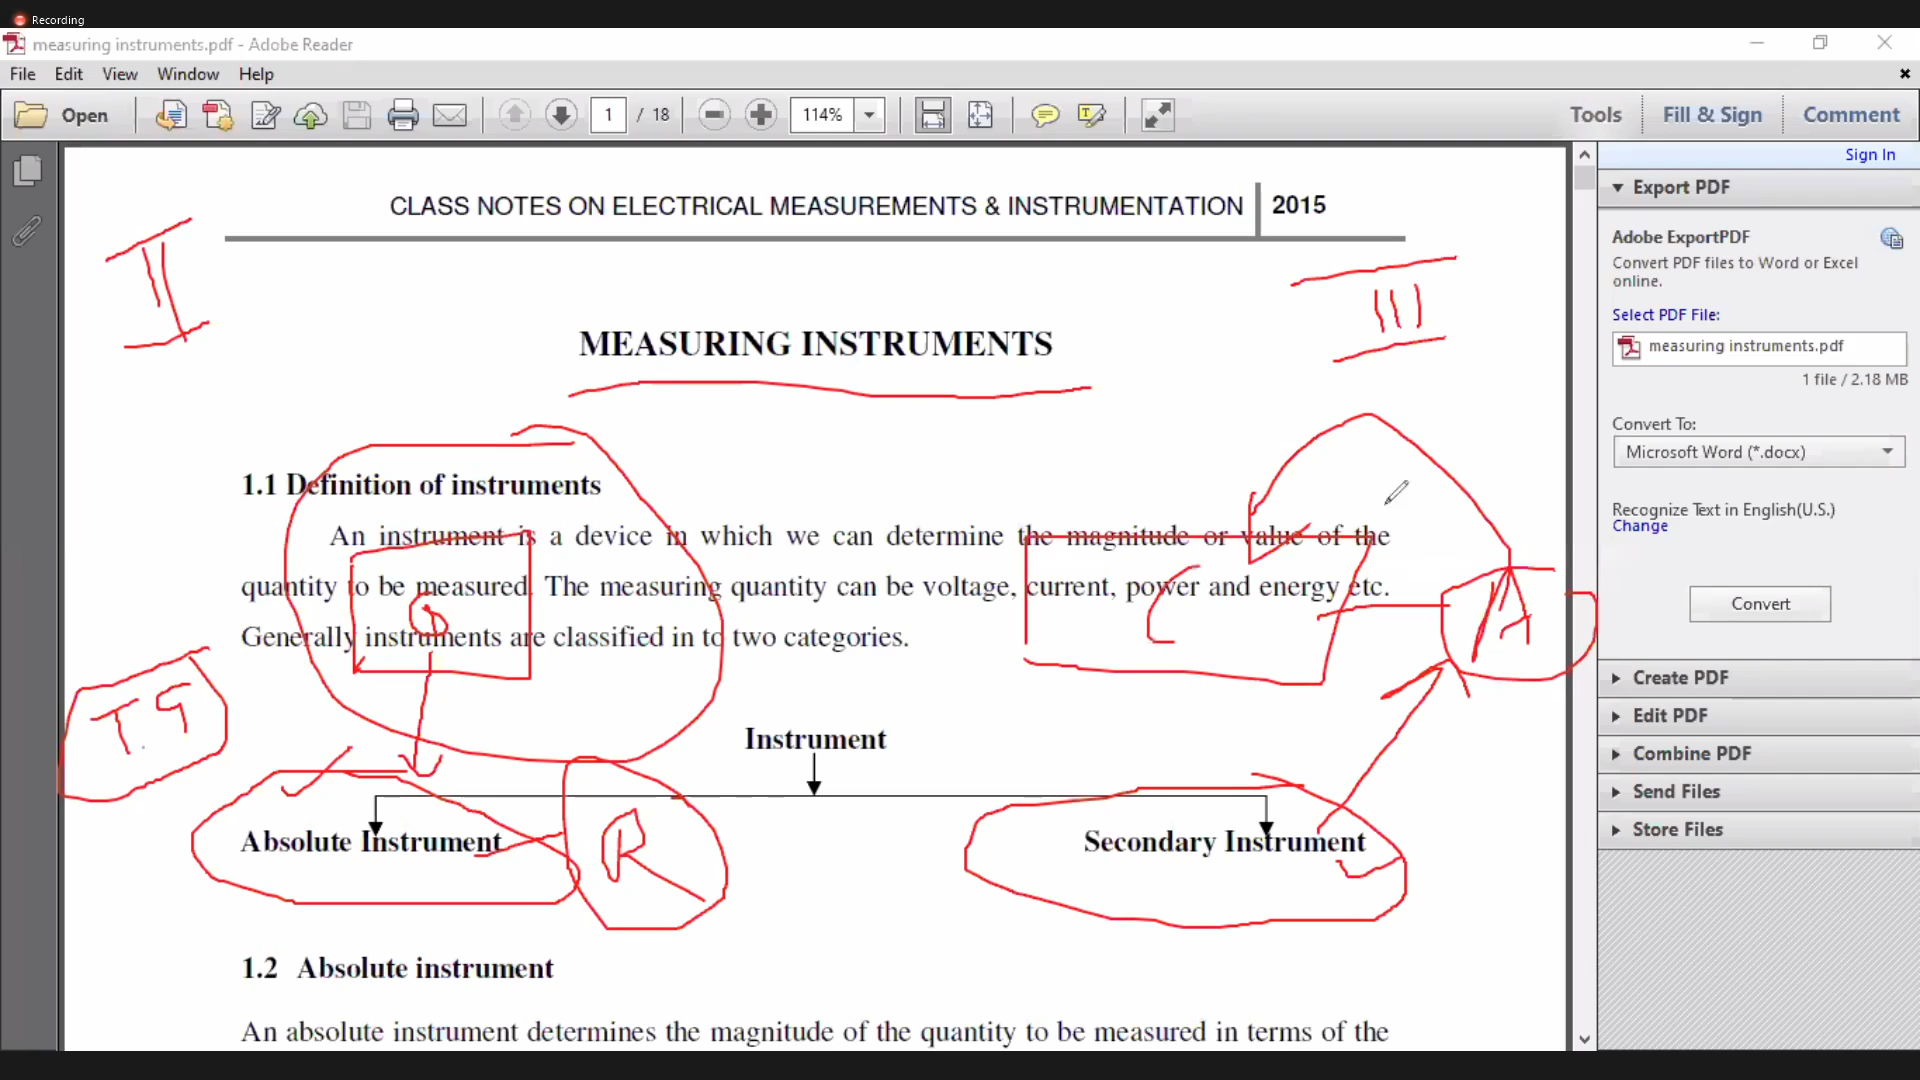 Recording
measuring instruments.pdf - Adobe Reader
File Edit View Window Help
Open 1 / 18 114% Tools Fill & Sign Comment
Sign In
CLASS NOTES ON ELECTRICAL MEASUREMENTS & INSTRUMENTATION 2015
II
III
MEASURING INSTRUMENTS
1.1 Definition of instruments
An instrument is a device in which we can determine the magnitude or value of the
quantity to be measured. The measuring quantity can be voltage, current, power and energy etc.
Generally instruments are classified in to two categories.
C
A
Instrument
Absolute Instrument Secondary Instrument
R
1.2 Absolute instrument
An absolute instrument determines the magnitude of the quantity to be measured in terms of the
Export PDF
Adobe ExportPDF
Convert PDF files to Word or Excel
online.
Select PDF File:
measuring instruments.pdf
1 file / 2.18 MB
Convert To:
Microsoft Word (*.docx)
Recognize Text in English(U.S.)
Change
Convert
Create PDF
Edit PDF
Combine PDF
Send Files
Store Files